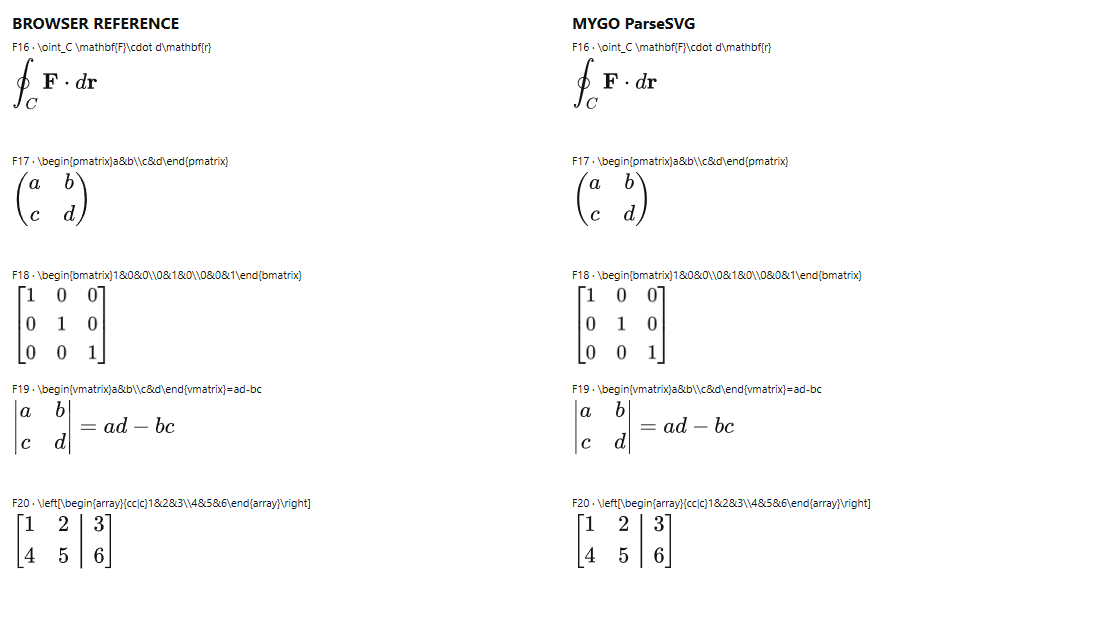 BROWSER REFERENCE
F16 · \oint_C \mathbf{F}\cdot d\mathbf{r}
∮_C F · dr
F17 · \begin{pmatrix}a&b\\c&d\end{pmatrix}
(a b
c d)
F18 · \begin{bmatrix}1&0&0\\0&1&0\\0&0&1\end{bmatrix}
[1 0 0
0 1 0
0 0 1]
F19 · \begin{vmatrix}a&b\\c&d\end{vmatrix}=ad-bc
|a b
c d| = ad − bc
F20 · \left[\begin{array}{cc|c}1&2&3\\4&5&6\end{array}\right]
[1 2 | 3
4 5 | 6]
MYGO ParseSVG
F16 · \oint_C \mathbf{F}\cdot d\mathbf{r}
∮_C F · dr
F17 · \begin{pmatrix}a&b\\c&d\end{pmatrix}
(a b
c d)
F18 · \begin{bmatrix}1&0&0\\0&1&0\\0&0&1\end{bmatrix}
[1 0 0
0 1 0
0 0 1]
F19 · \begin{vmatrix}a&b\\c&d\end{vmatrix}=ad-bc
|a b
c d| = ad − bc
F20 · \left[\begin{array}{cc|c}1&2&3\\4&5&6\end{array}\right]
[1 2 | 3
4 5 | 6]